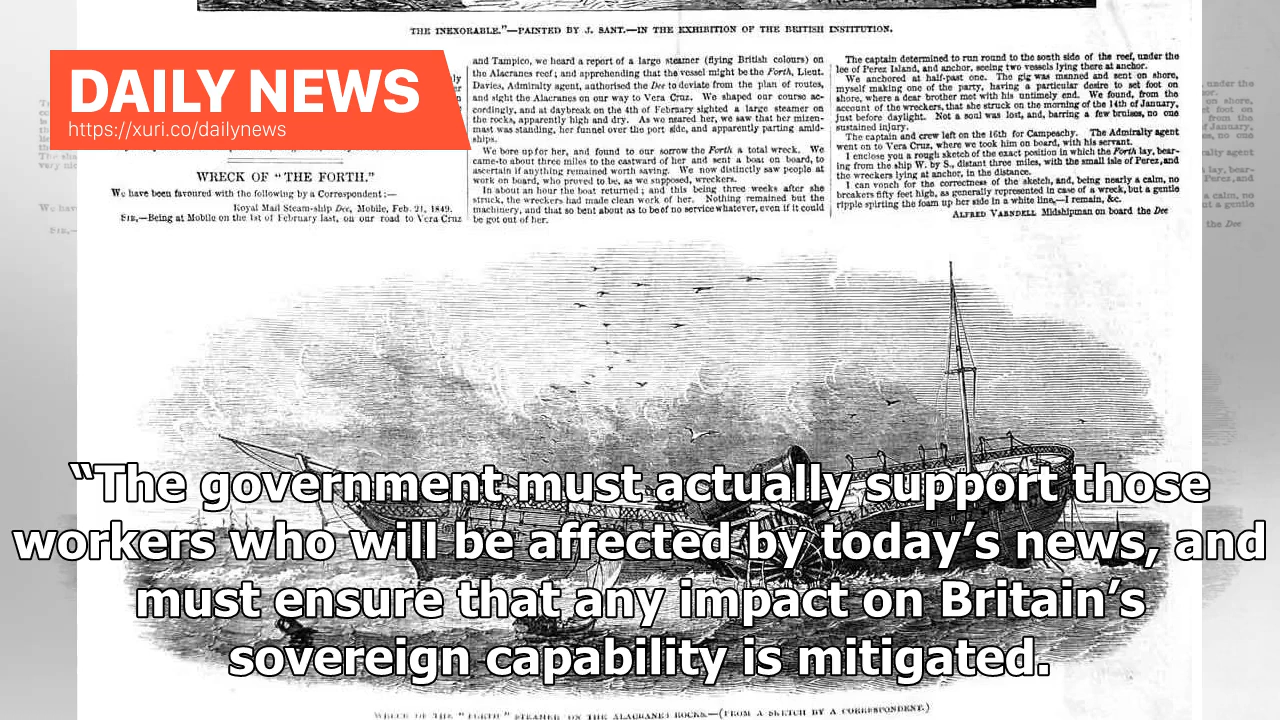 THE INEXORABLE."—PAINTED BY J. SANT.—IN THE EXHIBITION OF THE BRITISH INSTITUTION.
DAILY NEWS
https://xuri.co/dailynews
WRECK OF "THE FORTH."
We have been favoured with the following by a Correspondent:—
Royal Mail Steam-ship Dee, Mobile, Feb. 21, 1849.
SIR,—Being at Mobile on the 1st of February last, on our road to Vera Cruz
and Tampico, we heard a report of a large steamer (flying British colours) on
the Alacranes reef; and apprehending that the vessel might be the Forth, Lieut.
Davies, Admiralty agent, authorised the Dee to deviate from the plan of routes,
and sight the Alacranes on our way to Vera Cruz. We shaped our course ac-
cordingly, and at daybreak on the 4th of February sighted a large steamer on
the rocks, apparently high and dry. As we neared her, we saw that her mizen-
mast was standing, her funnel over the port side, and apparently parting amid-
ships.
We bore for her, and found to our sorrow the Forth a total wreck. We
came-to about three miles to the eastward of her and sent a boat on board, to
ascertain if anything remained worth saving. We now distinctly saw people at
work on board, who proved to be, as we supposed, wreckers.
In about an hour the boat returned; and this being three weeks after she
struck, the wreckers had made clean work of her. Nothing remained but the
machinery, and that so bent about as to be of no service whatever, even if it could
be got out of her.
The captain determined to run round to the south side of the reef, under the
lee of Perez Island, and anchor, seeing two vessels lying there at anchor.
We anchored at half-past one. The gig was manned and sent on shore,
myself making one of the party, having a particular desire to set foot on
shore, where a dear brother met with his untimely end. We found, from the
account of the wreckers, that she struck on the morning of the 14th of January,
just before daylight. Not a soul was lost, and, barring a few bruises, no one
sustained injury.
The captain and crew left on the 16th for Campeachy. The Admiralty agent
went on to Vera Cruz, where we took him on board, with his servant.
I enclose you a rough sketch of the exact position in which the Forth lay, bear-
ing from the ship W. by S., distant three miles, with the small isle of Perez, and
the wreckers lying at anchor, in the distance.
I can vouch for the correctness of the sketch, and, being nearly a calm, no
breakers fifty feet high, as generally represented in case of a wreck, but a gentle
ripple spirting the foam up her side in a white line.—I remain, &c.
ALFRED VARNDELL Midshipman on board the Dee
“The government must actually support those
workers who will be affected by today’s news, and
must ensure that any impact on Britain’s
sovereign capability is mitigated.
WRECK OF THE "FORTH" STEAMER ON THE ALACRANES ROCKS.—(FROM A SKETCH BY A CORRESPONDENT.)